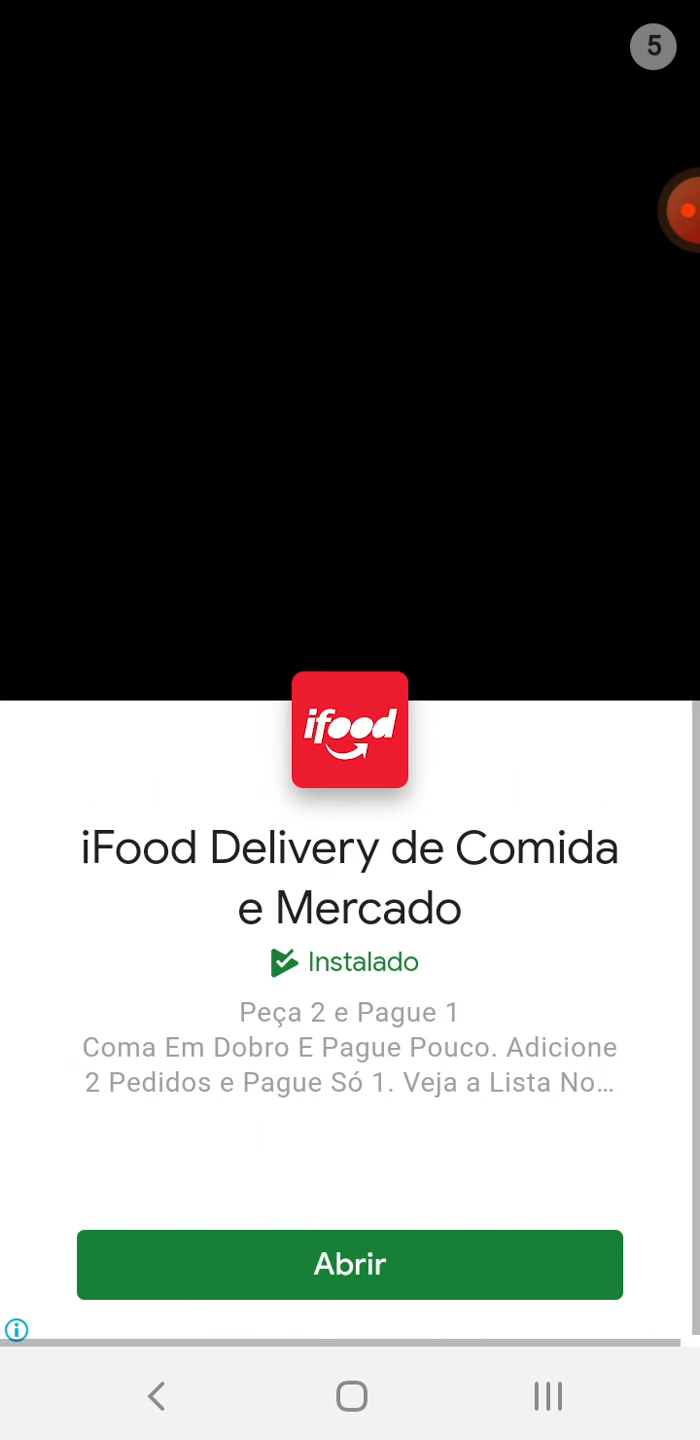 5
ifood
iFood Delivery de Comida
e Mercado
Instalado
Peça 2 e Pague 1
Coma Em Dobro E Pague Pouco. Adicione
2 Pedidos e Pague Só 1. Veja a Lista No...
Abrir